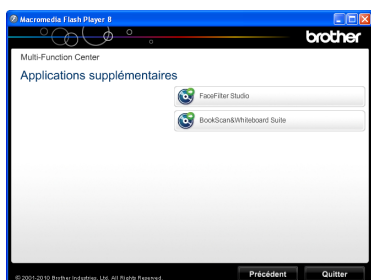 Macromedia Flash Player 8
brother
Multi-Function Center
Applications supplémentaires
FaceFilter Studio
BookScan&Whiteboard Suite
© 2001-2010 Brother Industries, Ltd. All Rights Reserved.
Précédent
Quitter